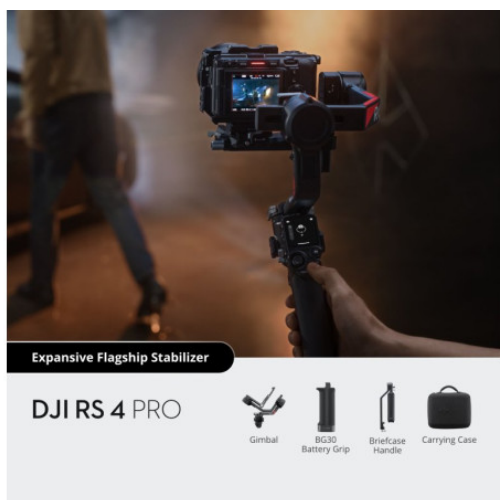 Expansive Flagship Stabilizer
DJI RS 4 PRO
Gimbal
BG30
Battery Grip
Briefcase
Handle
Carrying Case